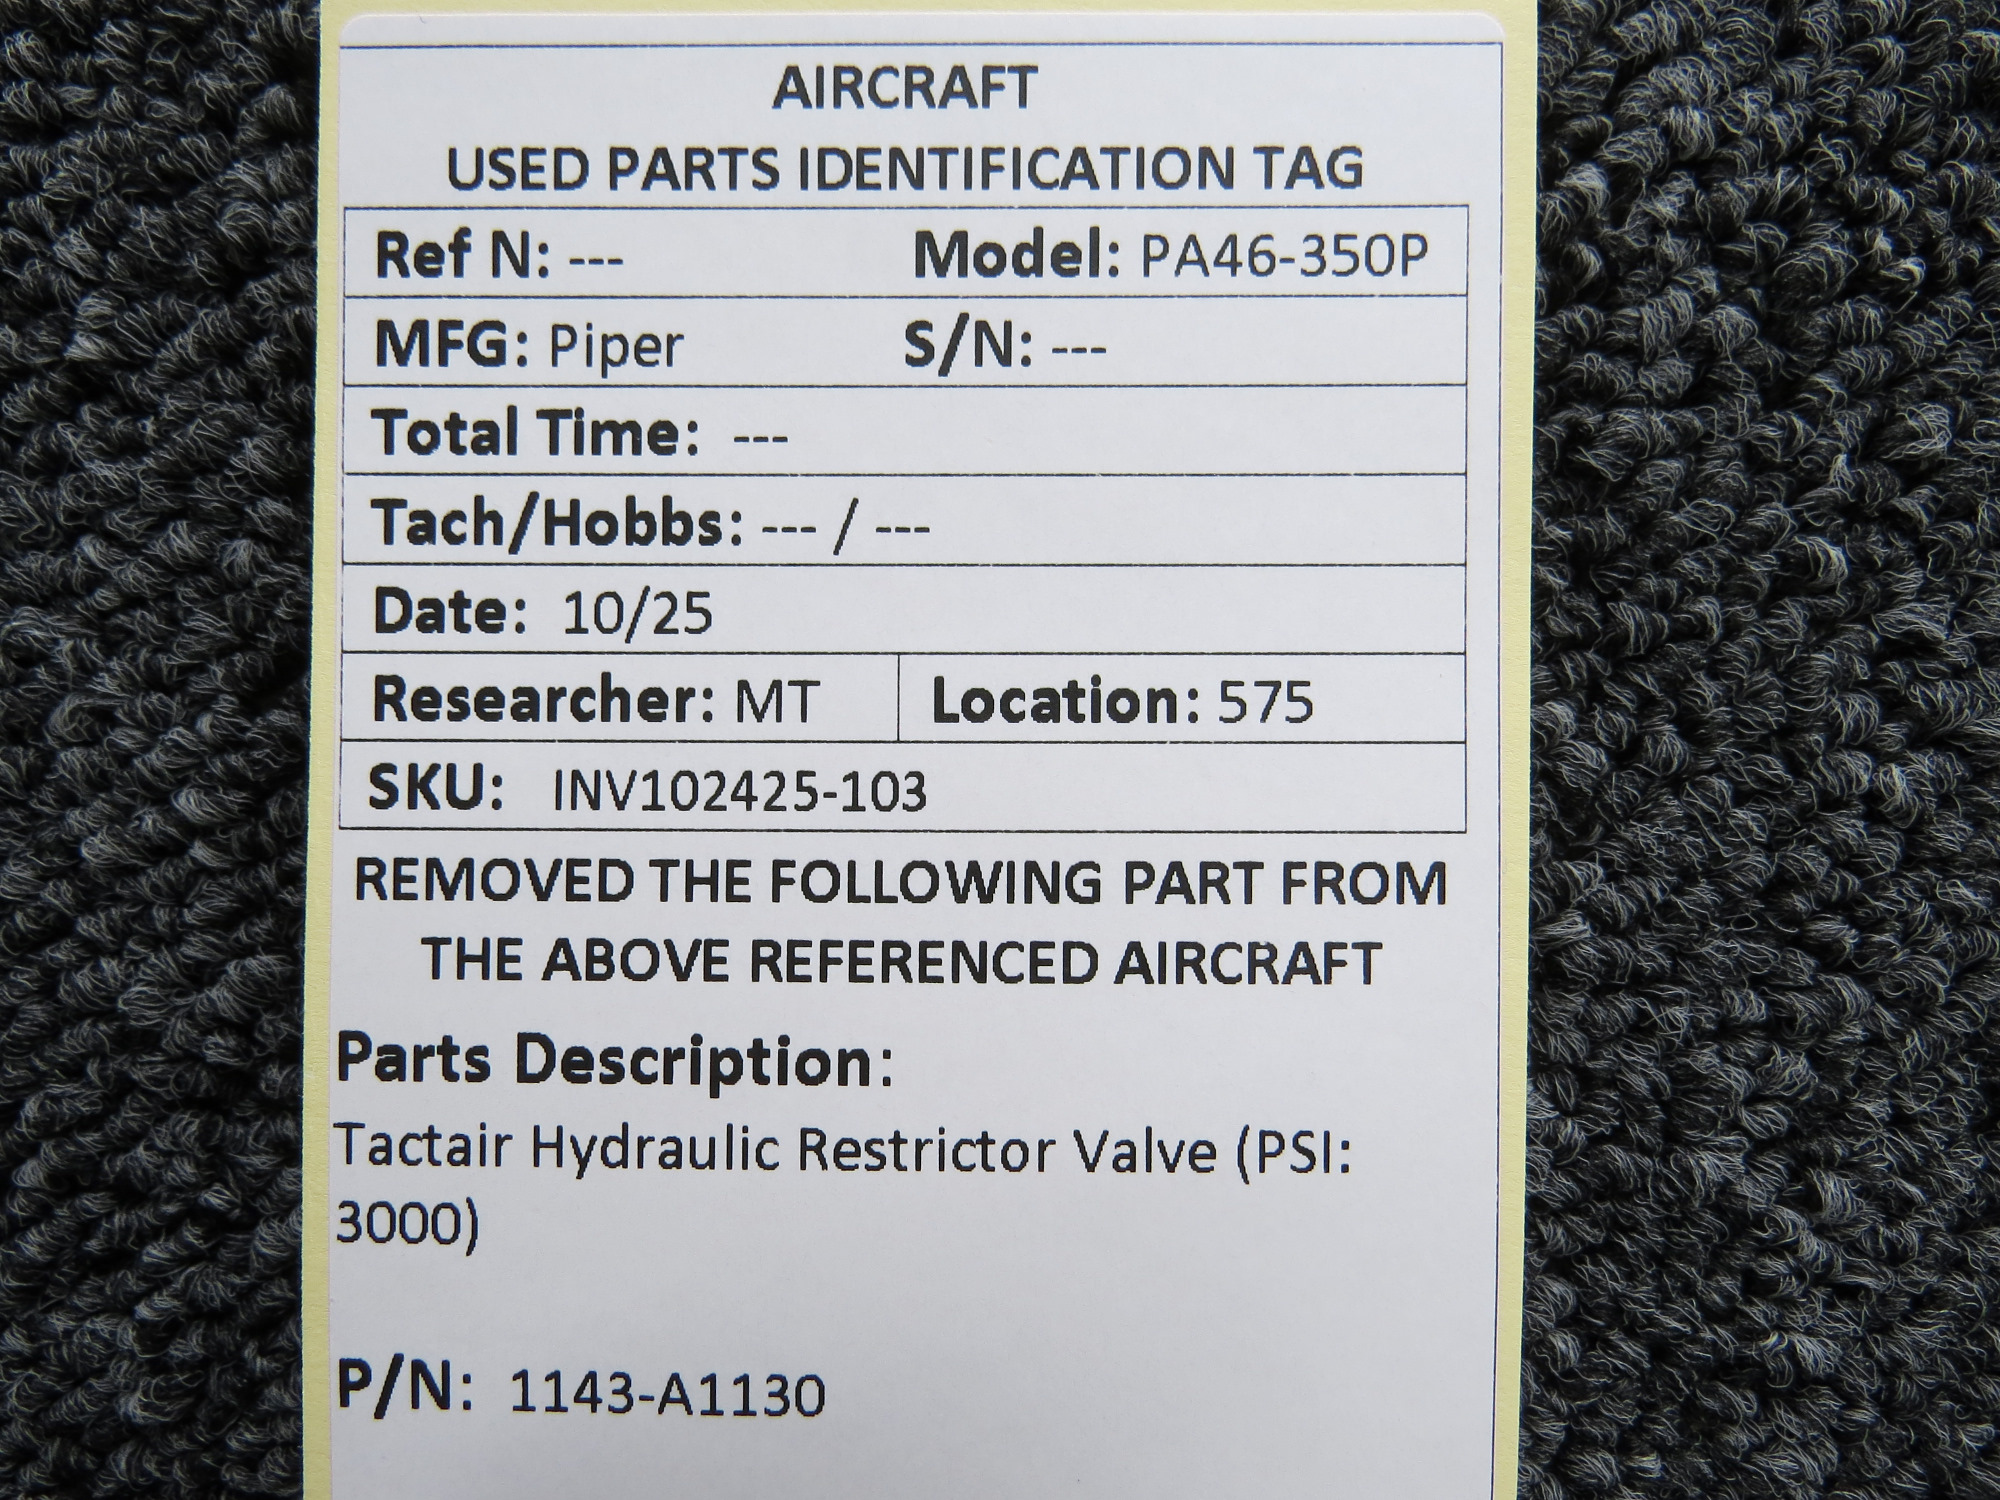 AIRCRAFT
USED PARTS IDENTIFICATION TAG
Ref N: --- Model: PA46-350P
MFG: Piper S/N: ---
Total Time: ---
Tach/Hobbs: --- / ---
Date: 10/25
Researcher: MT Location: 575
SKU: INV102425-103
REMOVED THE FOLLOWING PART FROM
THE ABOVE REFERENCED AIRCRAFT
Parts Description:
Tactair Hydraulic Restrictor Valve (PSI:
3000)
P/N: 1143-A1130